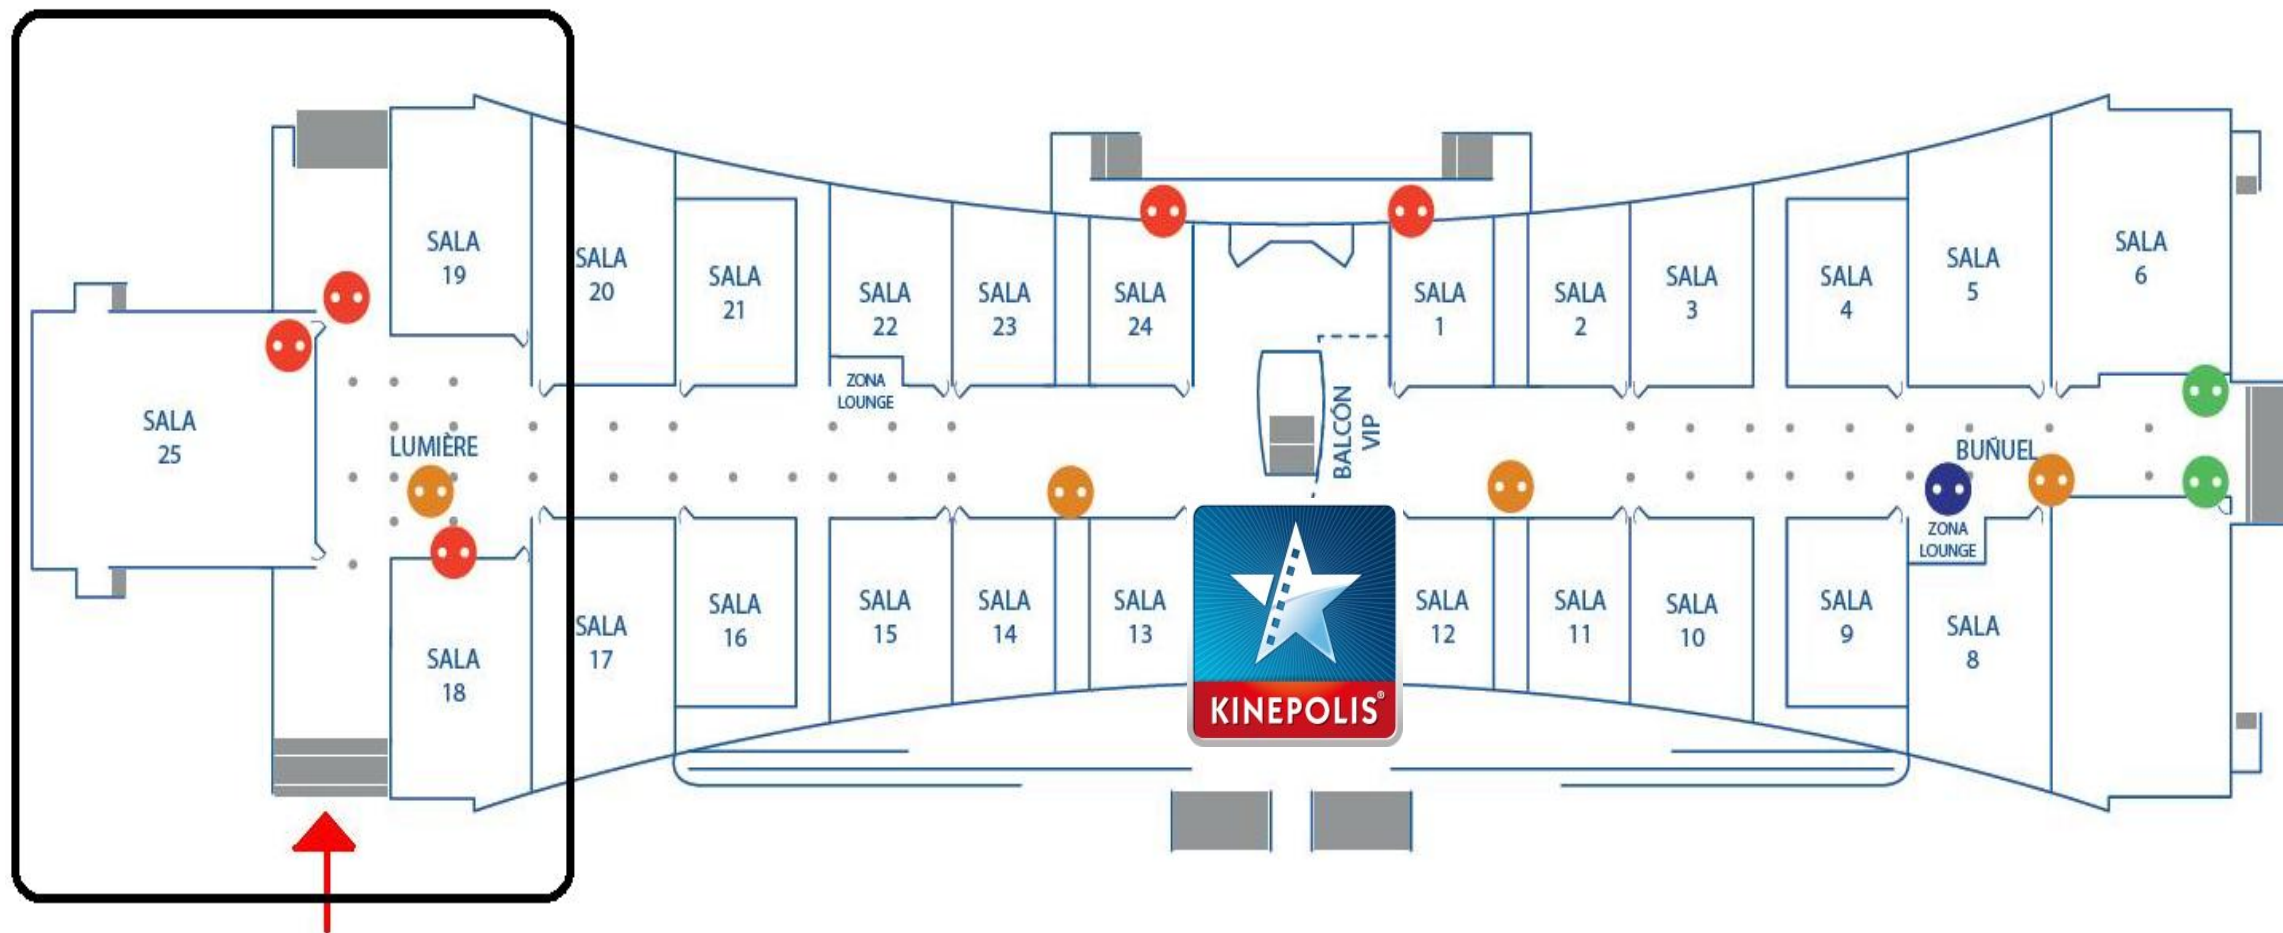 SALA
19
SALA
20
SALA
21
SALA
22
SALA
23
SALA
24
SALA
1
SALA
2
SALA
3
SALA
4
SALA
5
SALA
6
ZONA
LOUNGE
SALA
25
LUMIÈRE
BALCÓN
VIP
BUÑUEL
ZONA
LOUNGE
SALA
18
SALA
17
SALA
16
SALA
15
SALA
14
SALA
13
KINEPOLIS®
SALA
12
SALA
11
SALA
10
SALA
9
SALA
8